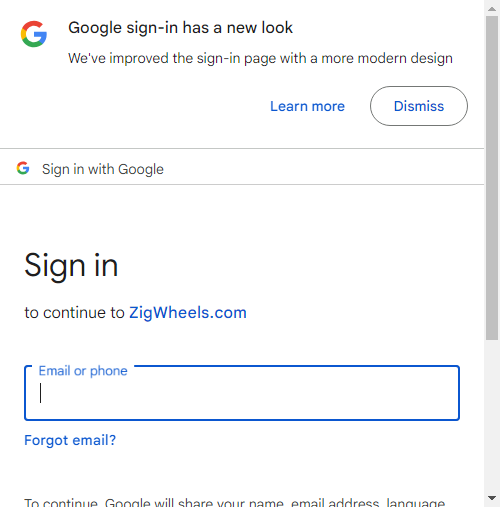 Google sign-in has a new look
We've improved the sign-in page with a more modern design
Learn more
Dismiss
Sign in with Google
Sign in
to continue to ZigWheels.com
Email or phone
Forgot email?
To continue, Google will share your name, email address, language